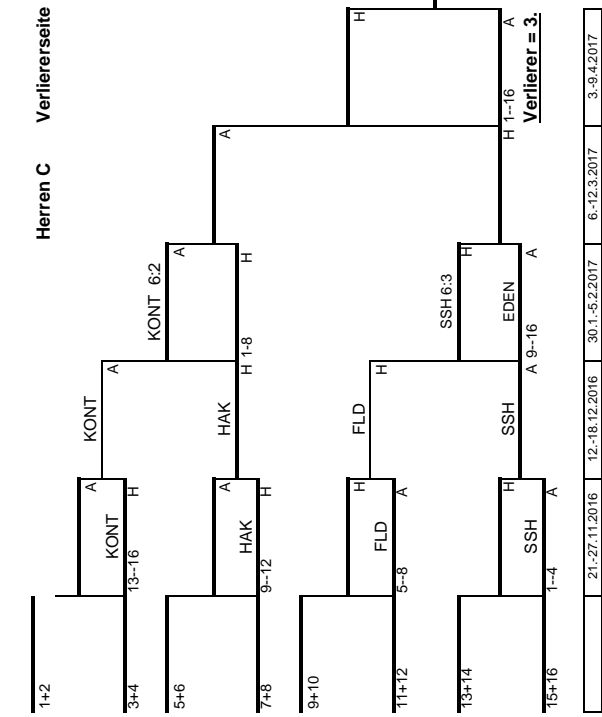 Herren C Verliererseite
1+2
KONT
A
KONT A
3+4 13--16 H
KONT 6:2
5+6 A
A HAK A
HAK H 1-8 H
7+8 9--12 H
9+10
H FLD H
FLD H
11+12 5--8 A
SSH 6:3
13+14 H
H SSH EDEN H 1--16 A
SSH A 9--16 A Verlierer = 3.
15+16 1--4 A
21.-27.11.2016 12.-18.12.2016 30.1.-5.2.2017 6.-12.3.2017 3.-9.4.2017